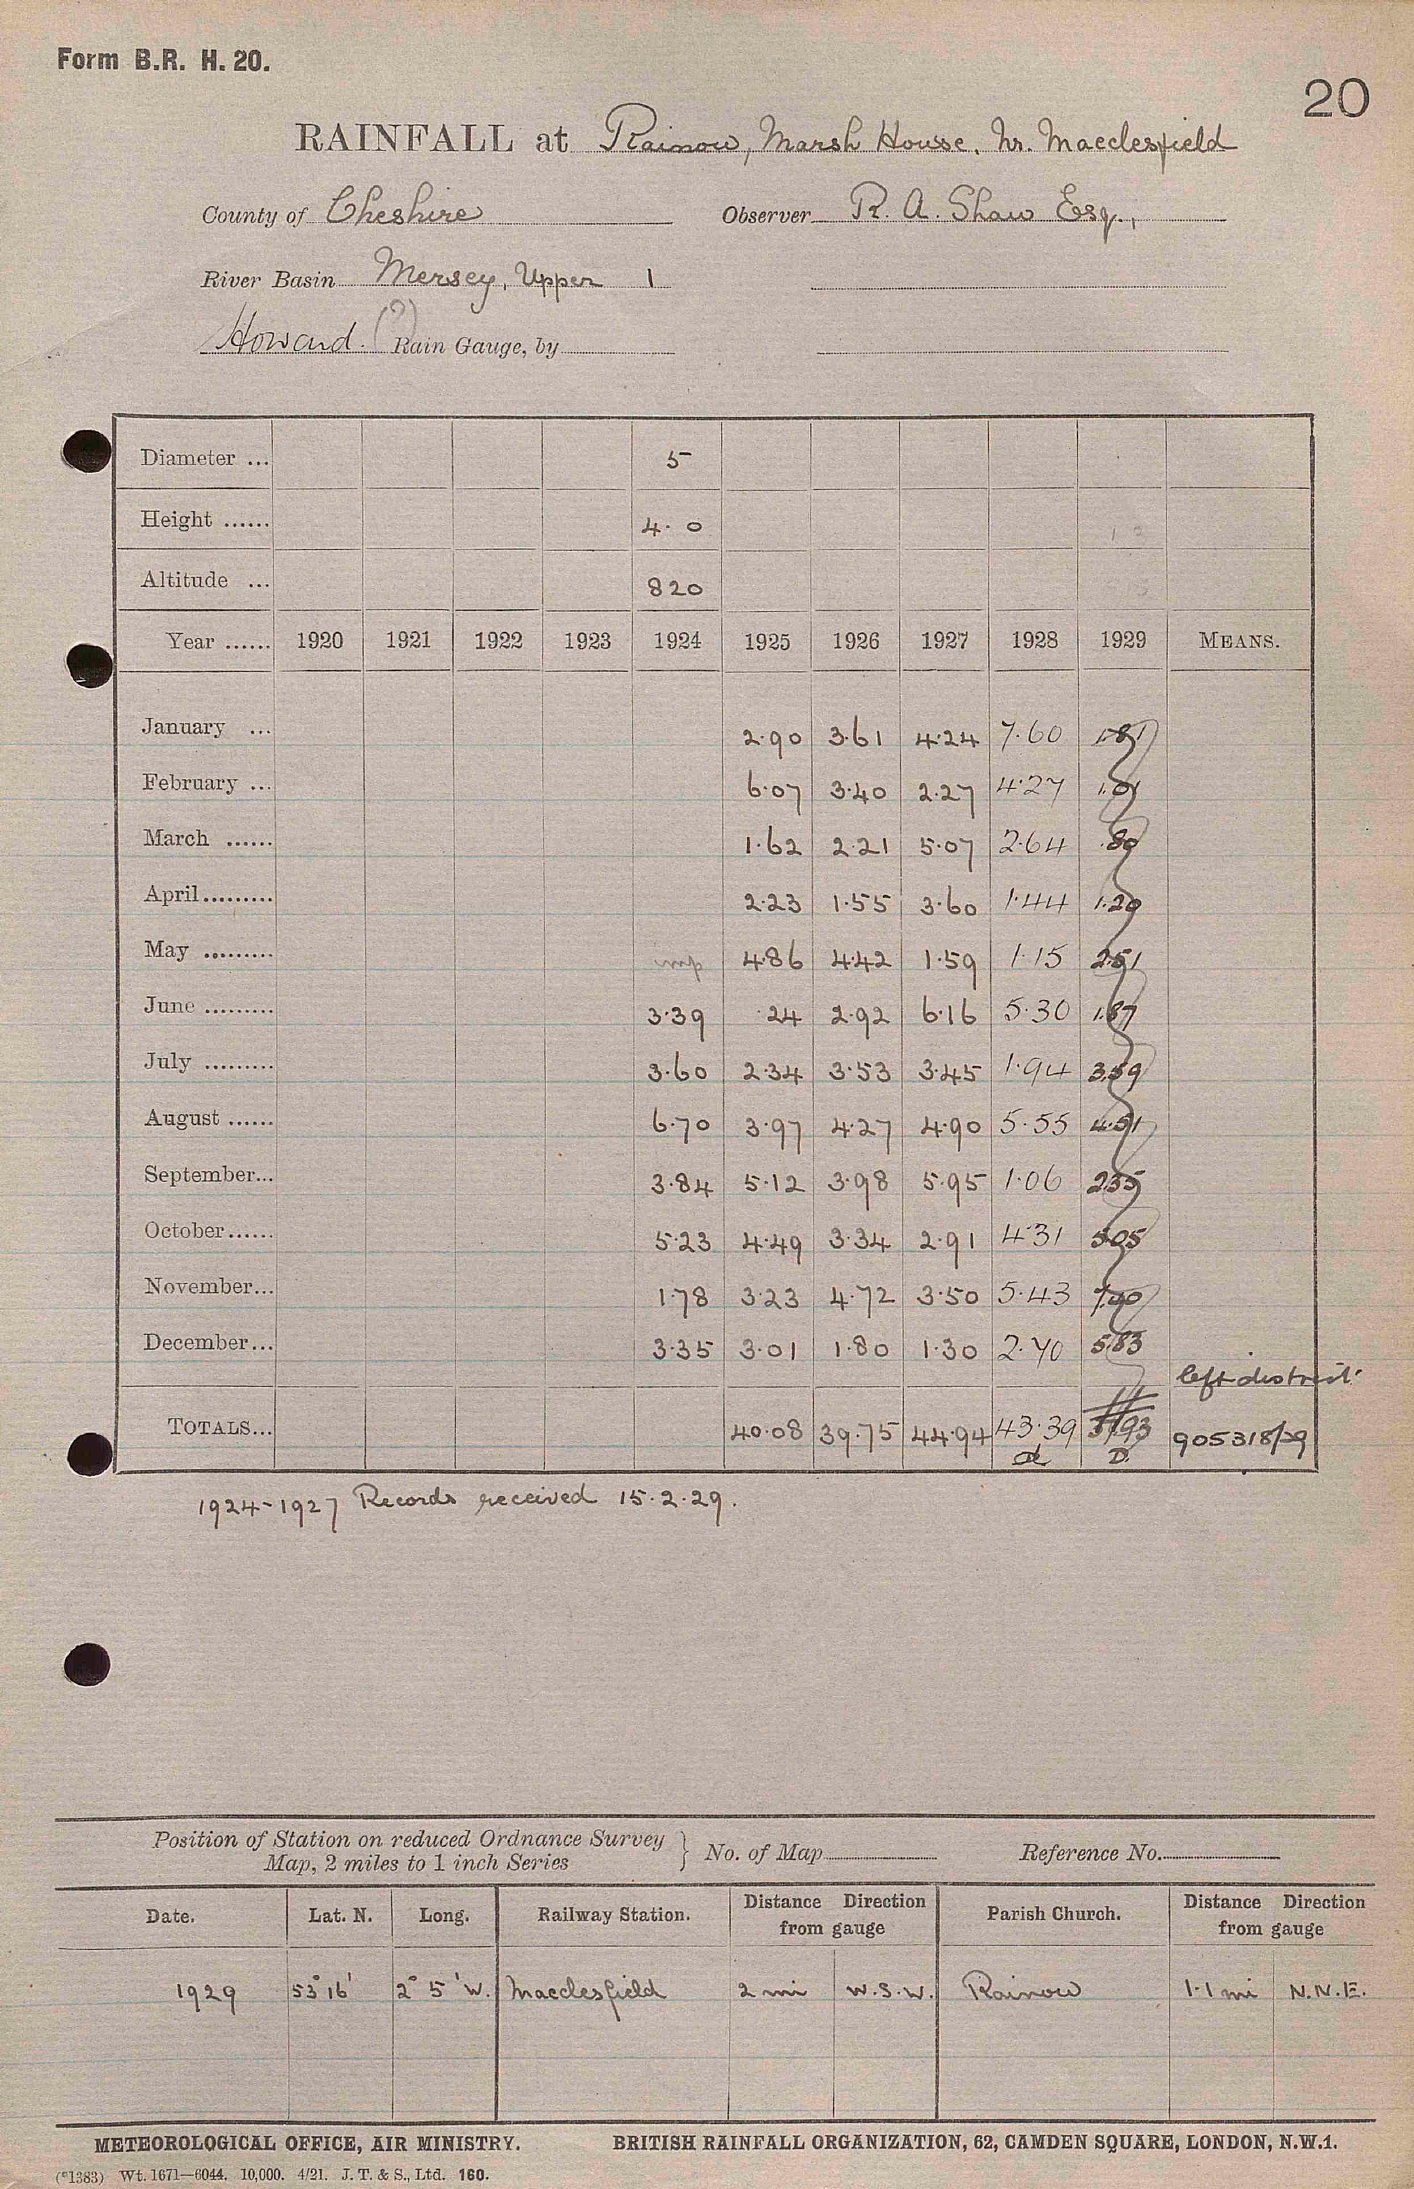 Form B.R. H. 20.
20
RAINFALL at Rainow, Marsh House, Nr. Macclesfield
County of Cheshire Observer R. A. Shaw Esq.,
River Basin Mersey, Upper 1
Howard. (?) Rain Gauge, by
Diameter ... 5
Height ...... 4. 0
Altitude ... 820
Year ...... 1920 1921 1922 1923 1924 1925 1926 1927 1928 1929 MEANS.
January ... 2.90 3.61 4.24 7.60 1.81
February ... 6.07 3.40 2.27 4.27 1.01
March ...... 1.62 2.21 5.07 2.64 .80
April......... 2.23 1.55 3.60 1.44 1.20
May ......... imp 4.86 4.42 1.59 1.15 2.51
June ......... 3.39 .24 2.92 6.16 5.30 1.87
July ......... 3.60 2.34 3.53 3.45 1.94 3.59
August ...... 6.70 3.97 4.27 4.90 5.55 4.51
September... 3.84 5.12 3.98 5.95 1.06 2.35
October...... 5.23 4.49 3.34 2.91 4.31 5.05
November... 1.78 3.23 4.72 3.50 5.43 7.40
December... 3.35 3.01 1.80 1.30 2.70 5.83
left district
TOTALS... 40.08 39.75 44.94 43.39 37.93 905318/29
D.
1924-1927 Records received 15.2.29.
Position of Station on reduced Ordnance Survey
Map, 2 miles to 1 inch Series } No. of Map Reference No.
Date. Lat. N. Long. Railway Station. Distance Direction from gauge Parish Church. Distance Direction from gauge
1929 53° 16' 2° 5' W. Macclesfield 2 mi W.S.W. Rainow 1.1 mi N.N.E.
METEOROLOGICAL OFFICE, AIR MINISTRY. BRITISH RAINFALL ORGANIZATION, 62, CAMDEN SQUARE, LONDON, N.W.1.
(*1383) Wt. 1671—6044. 10,000. 4/21. J. T. & S., Ltd. 160.